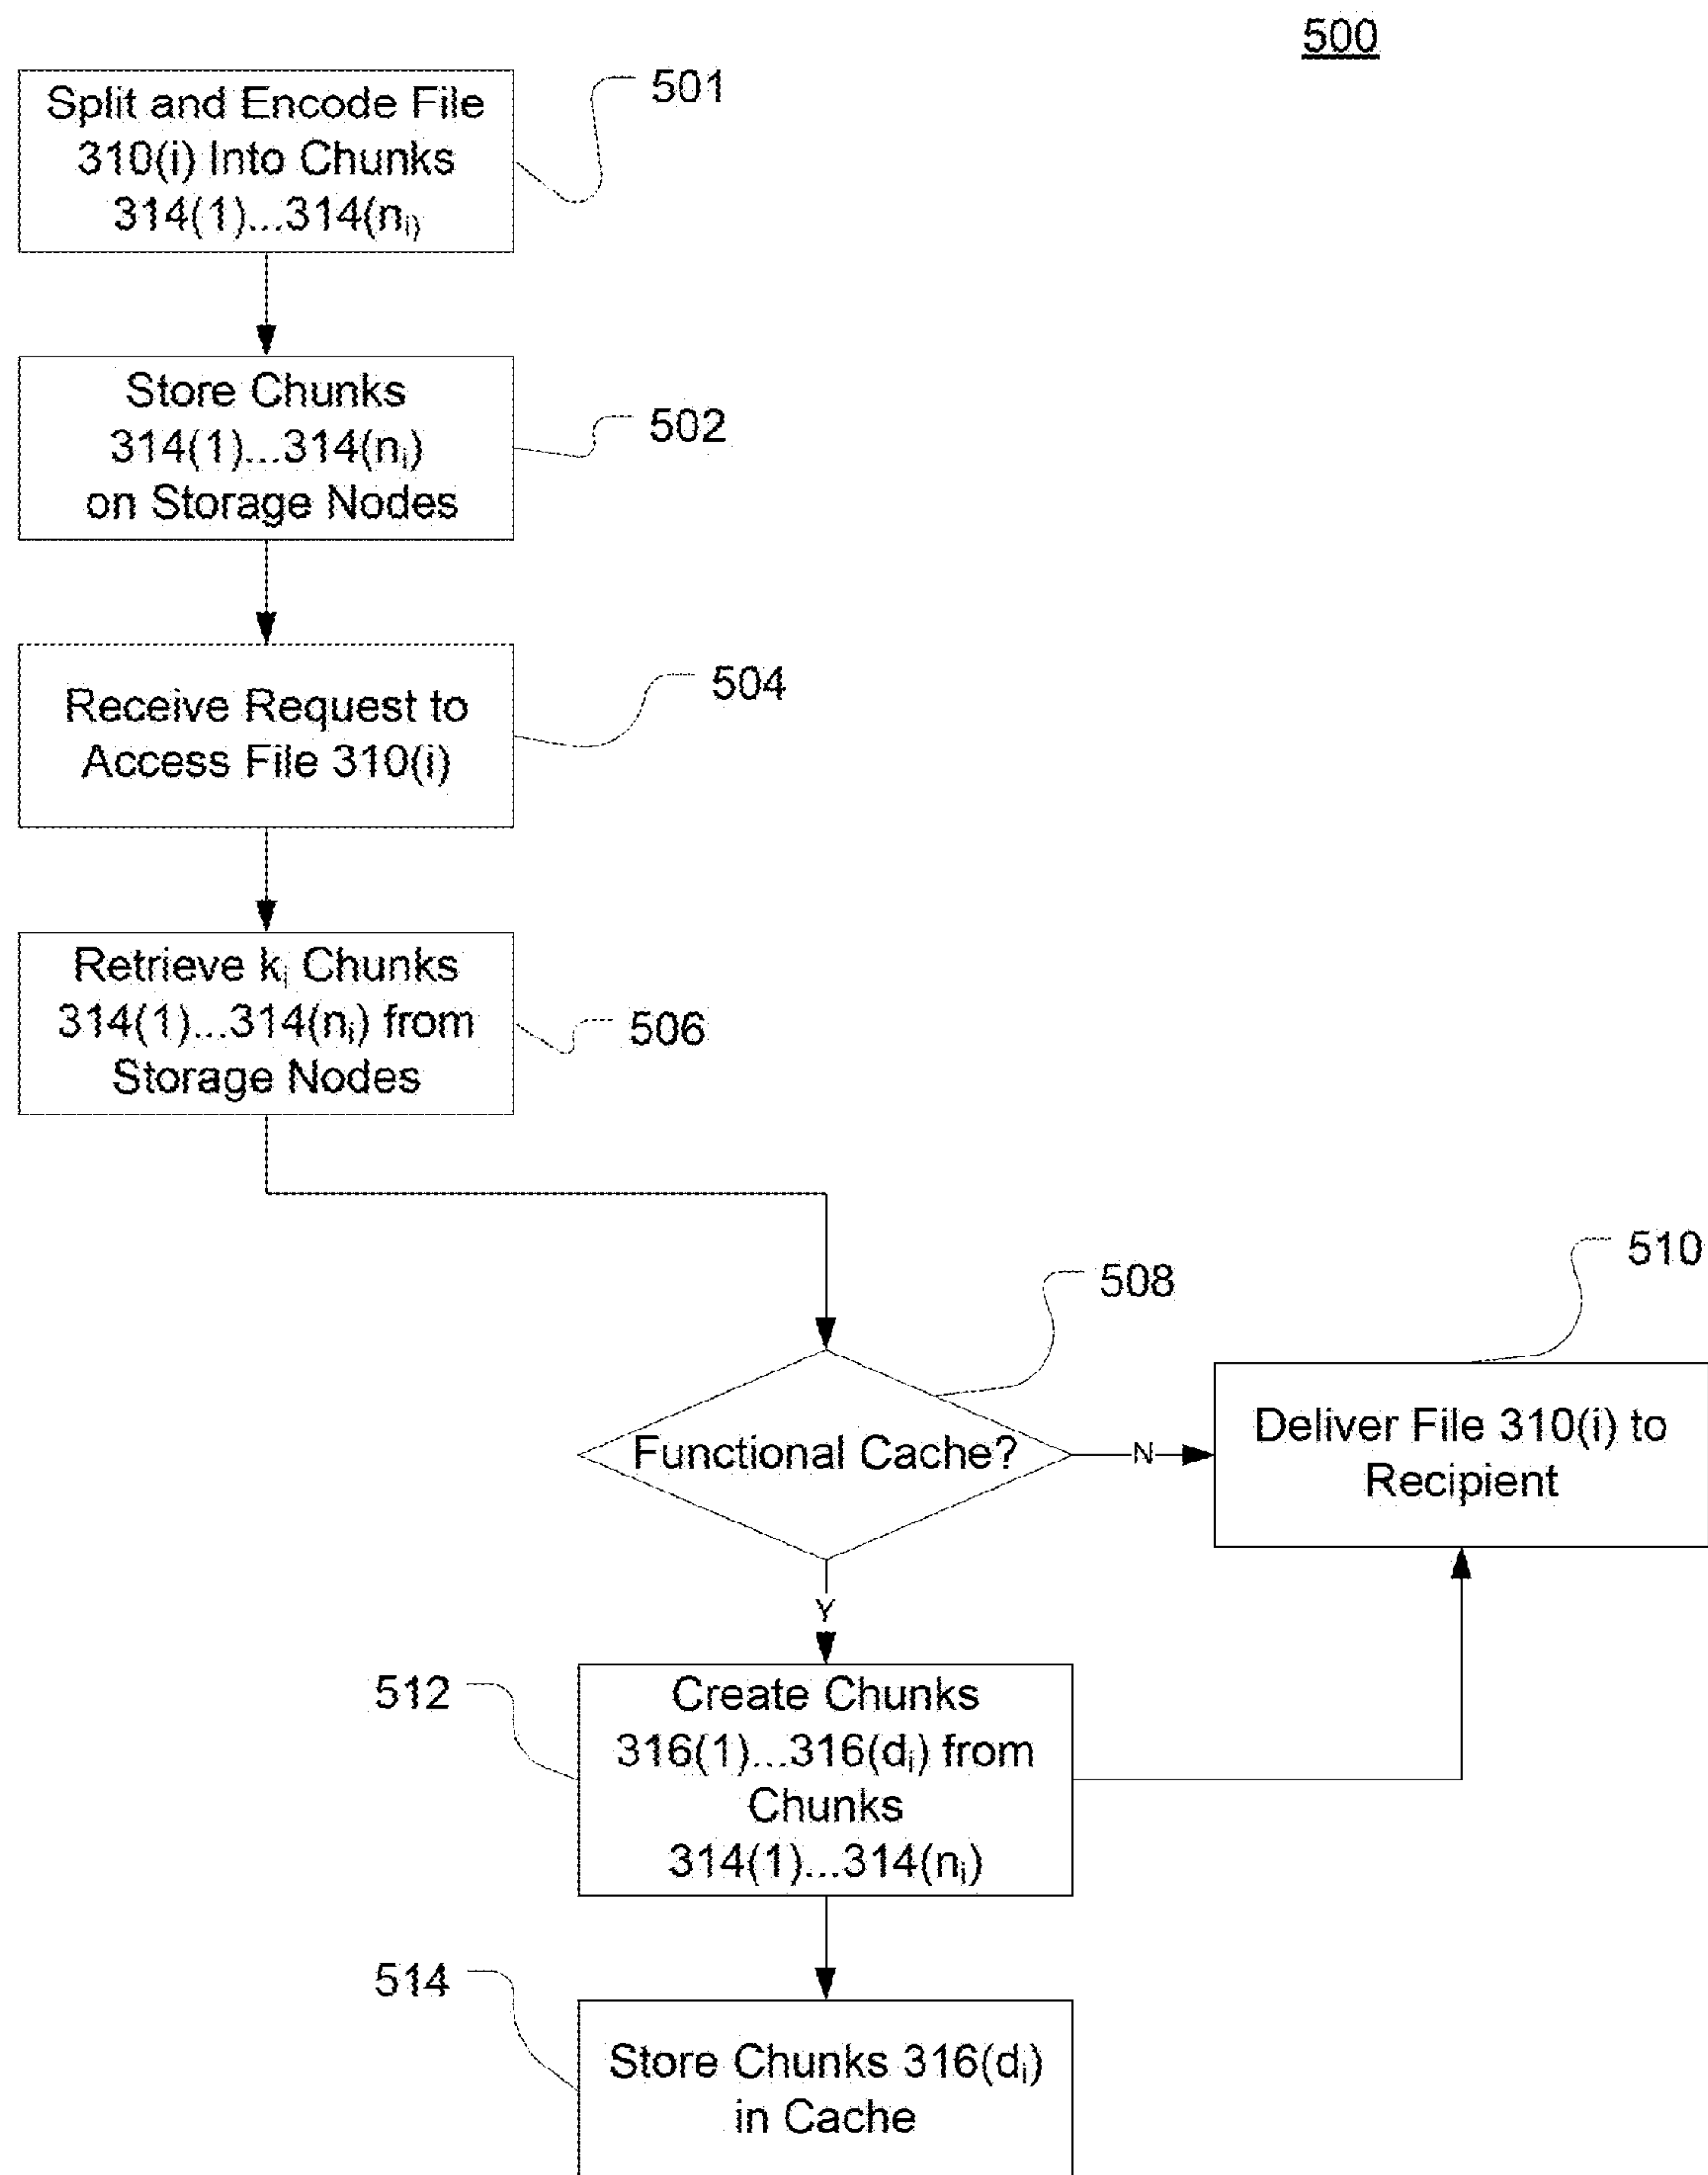 500
Split and Encode File
310(i) Into Chunks
314(1)...314(nᵢ)
501
Store Chunks
314(1)...314(nᵢ)
on Storage Nodes
502
Receive Request to
Access File 310(i)
504
Retrieve kᵢ Chunks
314(1)...314(nᵢ) from
Storage Nodes
506
508
510
Functional Cache?
N
Deliver File 310(i) to
Recipient
Y
512
Create Chunks
316(1)...316(dᵢ) from
Chunks
314(1)...314(nᵢ)
514
Store Chunks 316(dᵢ)
in Cache